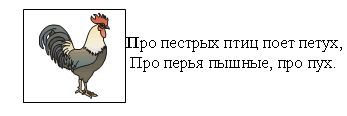 Про пестрых птиц поет петух,
Про перья пышные, про пух.